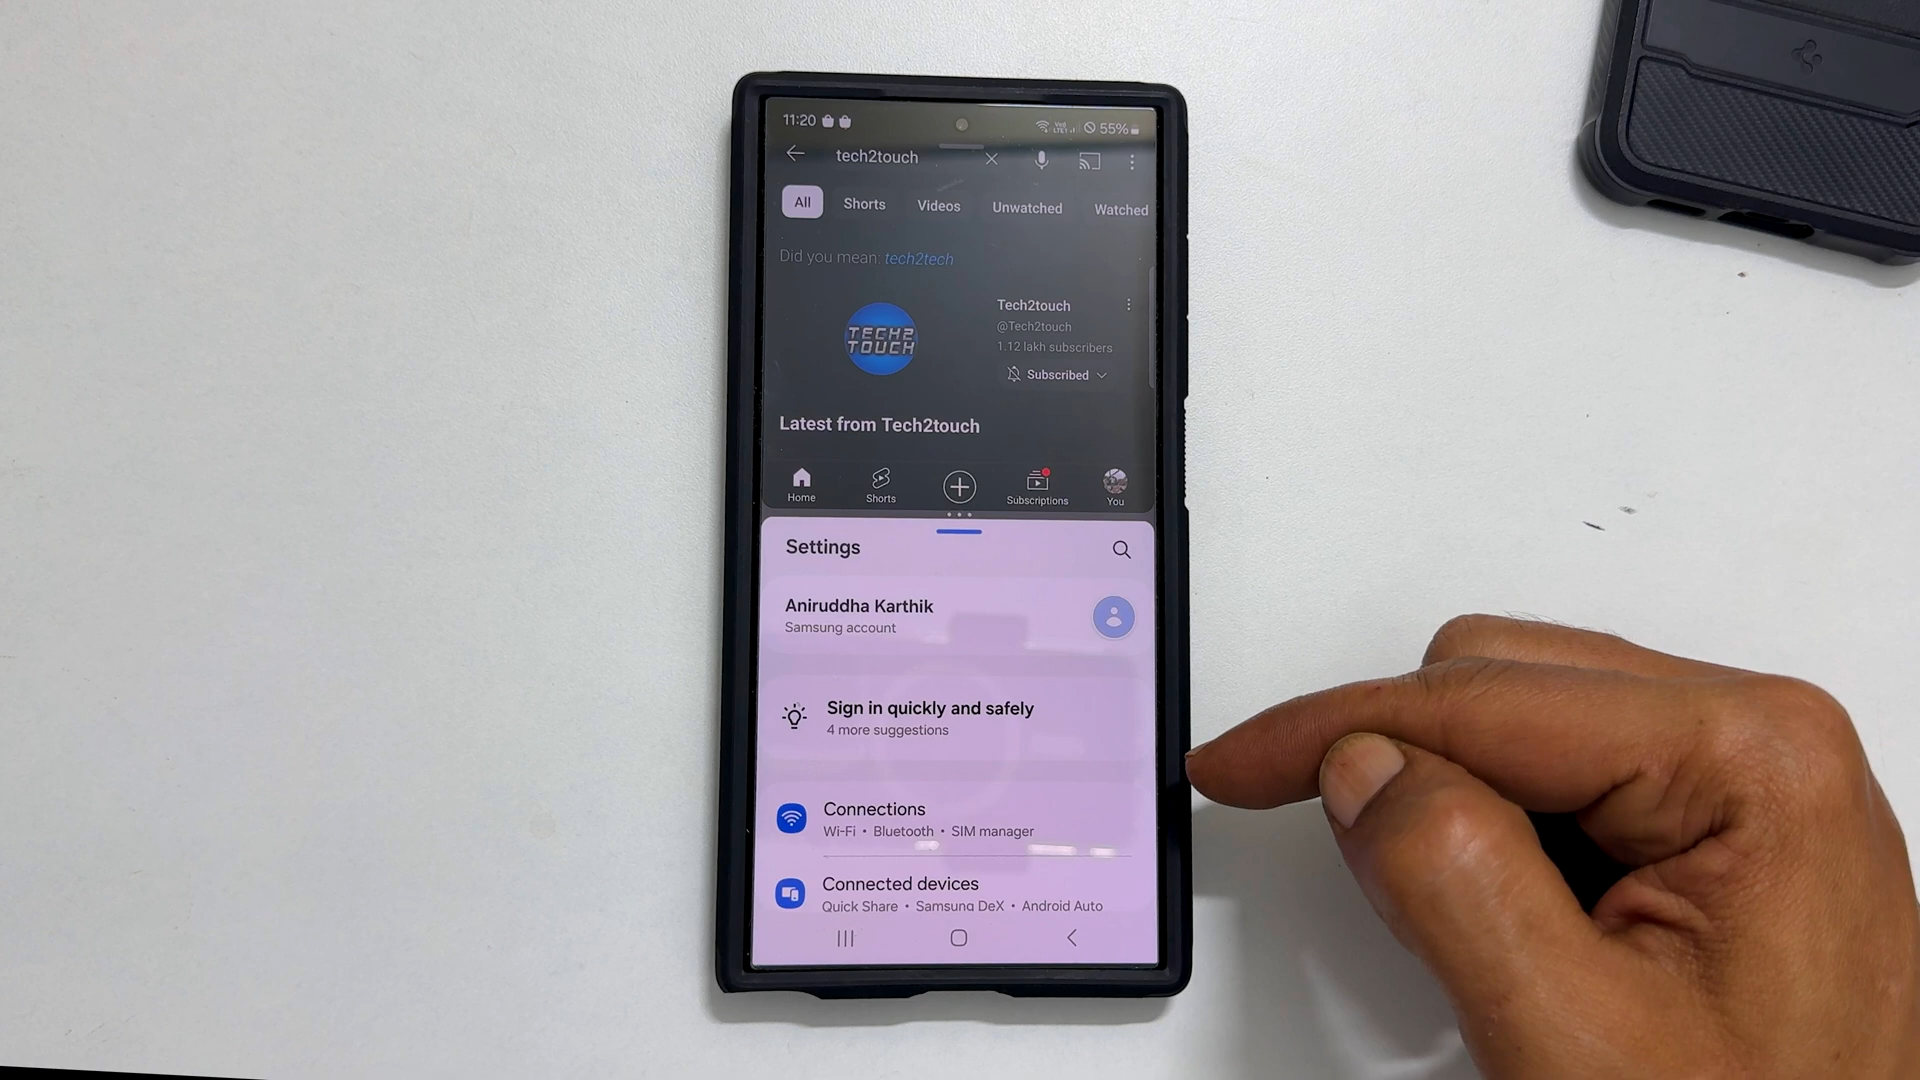 11:20 55%
tech2touch
All Shorts Videos Unwatched Watched
Did you mean: tech2tech
TECH2
TOUCH
Tech2touch
@Tech2touch
1.12 lakh subscribers
Subscribed
Latest from Tech2touch
Home Shorts Subscriptions You
Settings
Aniruddha Karthik
Samsung account
Sign in quickly and safely
4 more suggestions
Connections
Wi-Fi • Bluetooth • SIM manager
Connected devices
Quick Share • Samsung DeX • Android Auto